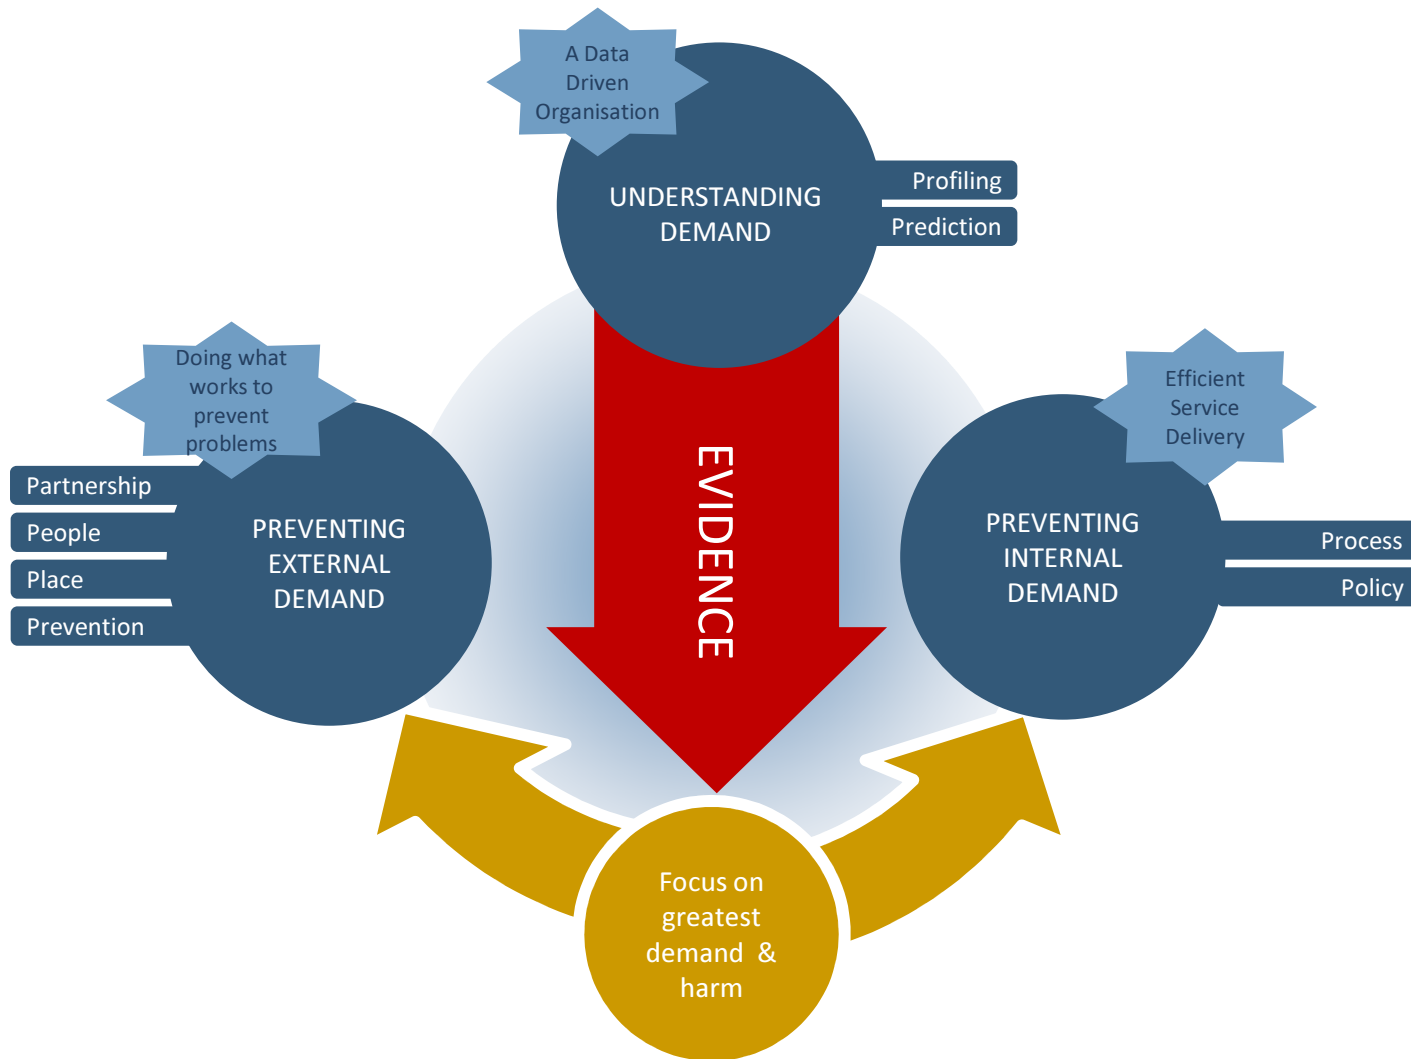 A Data
Driven
Organisation
UNDERSTANDING
DEMAND
Profiling
Prediction
Doing what
works to
prevent
problems
Partnership
People
Place
Prevention
PREVENTING
EXTERNAL
DEMAND
EVIDENCE
Efficient
Service
Delivery
PREVENTING
INTERNAL
DEMAND
Process
Policy
Focus on
greatest
demand & 
harm